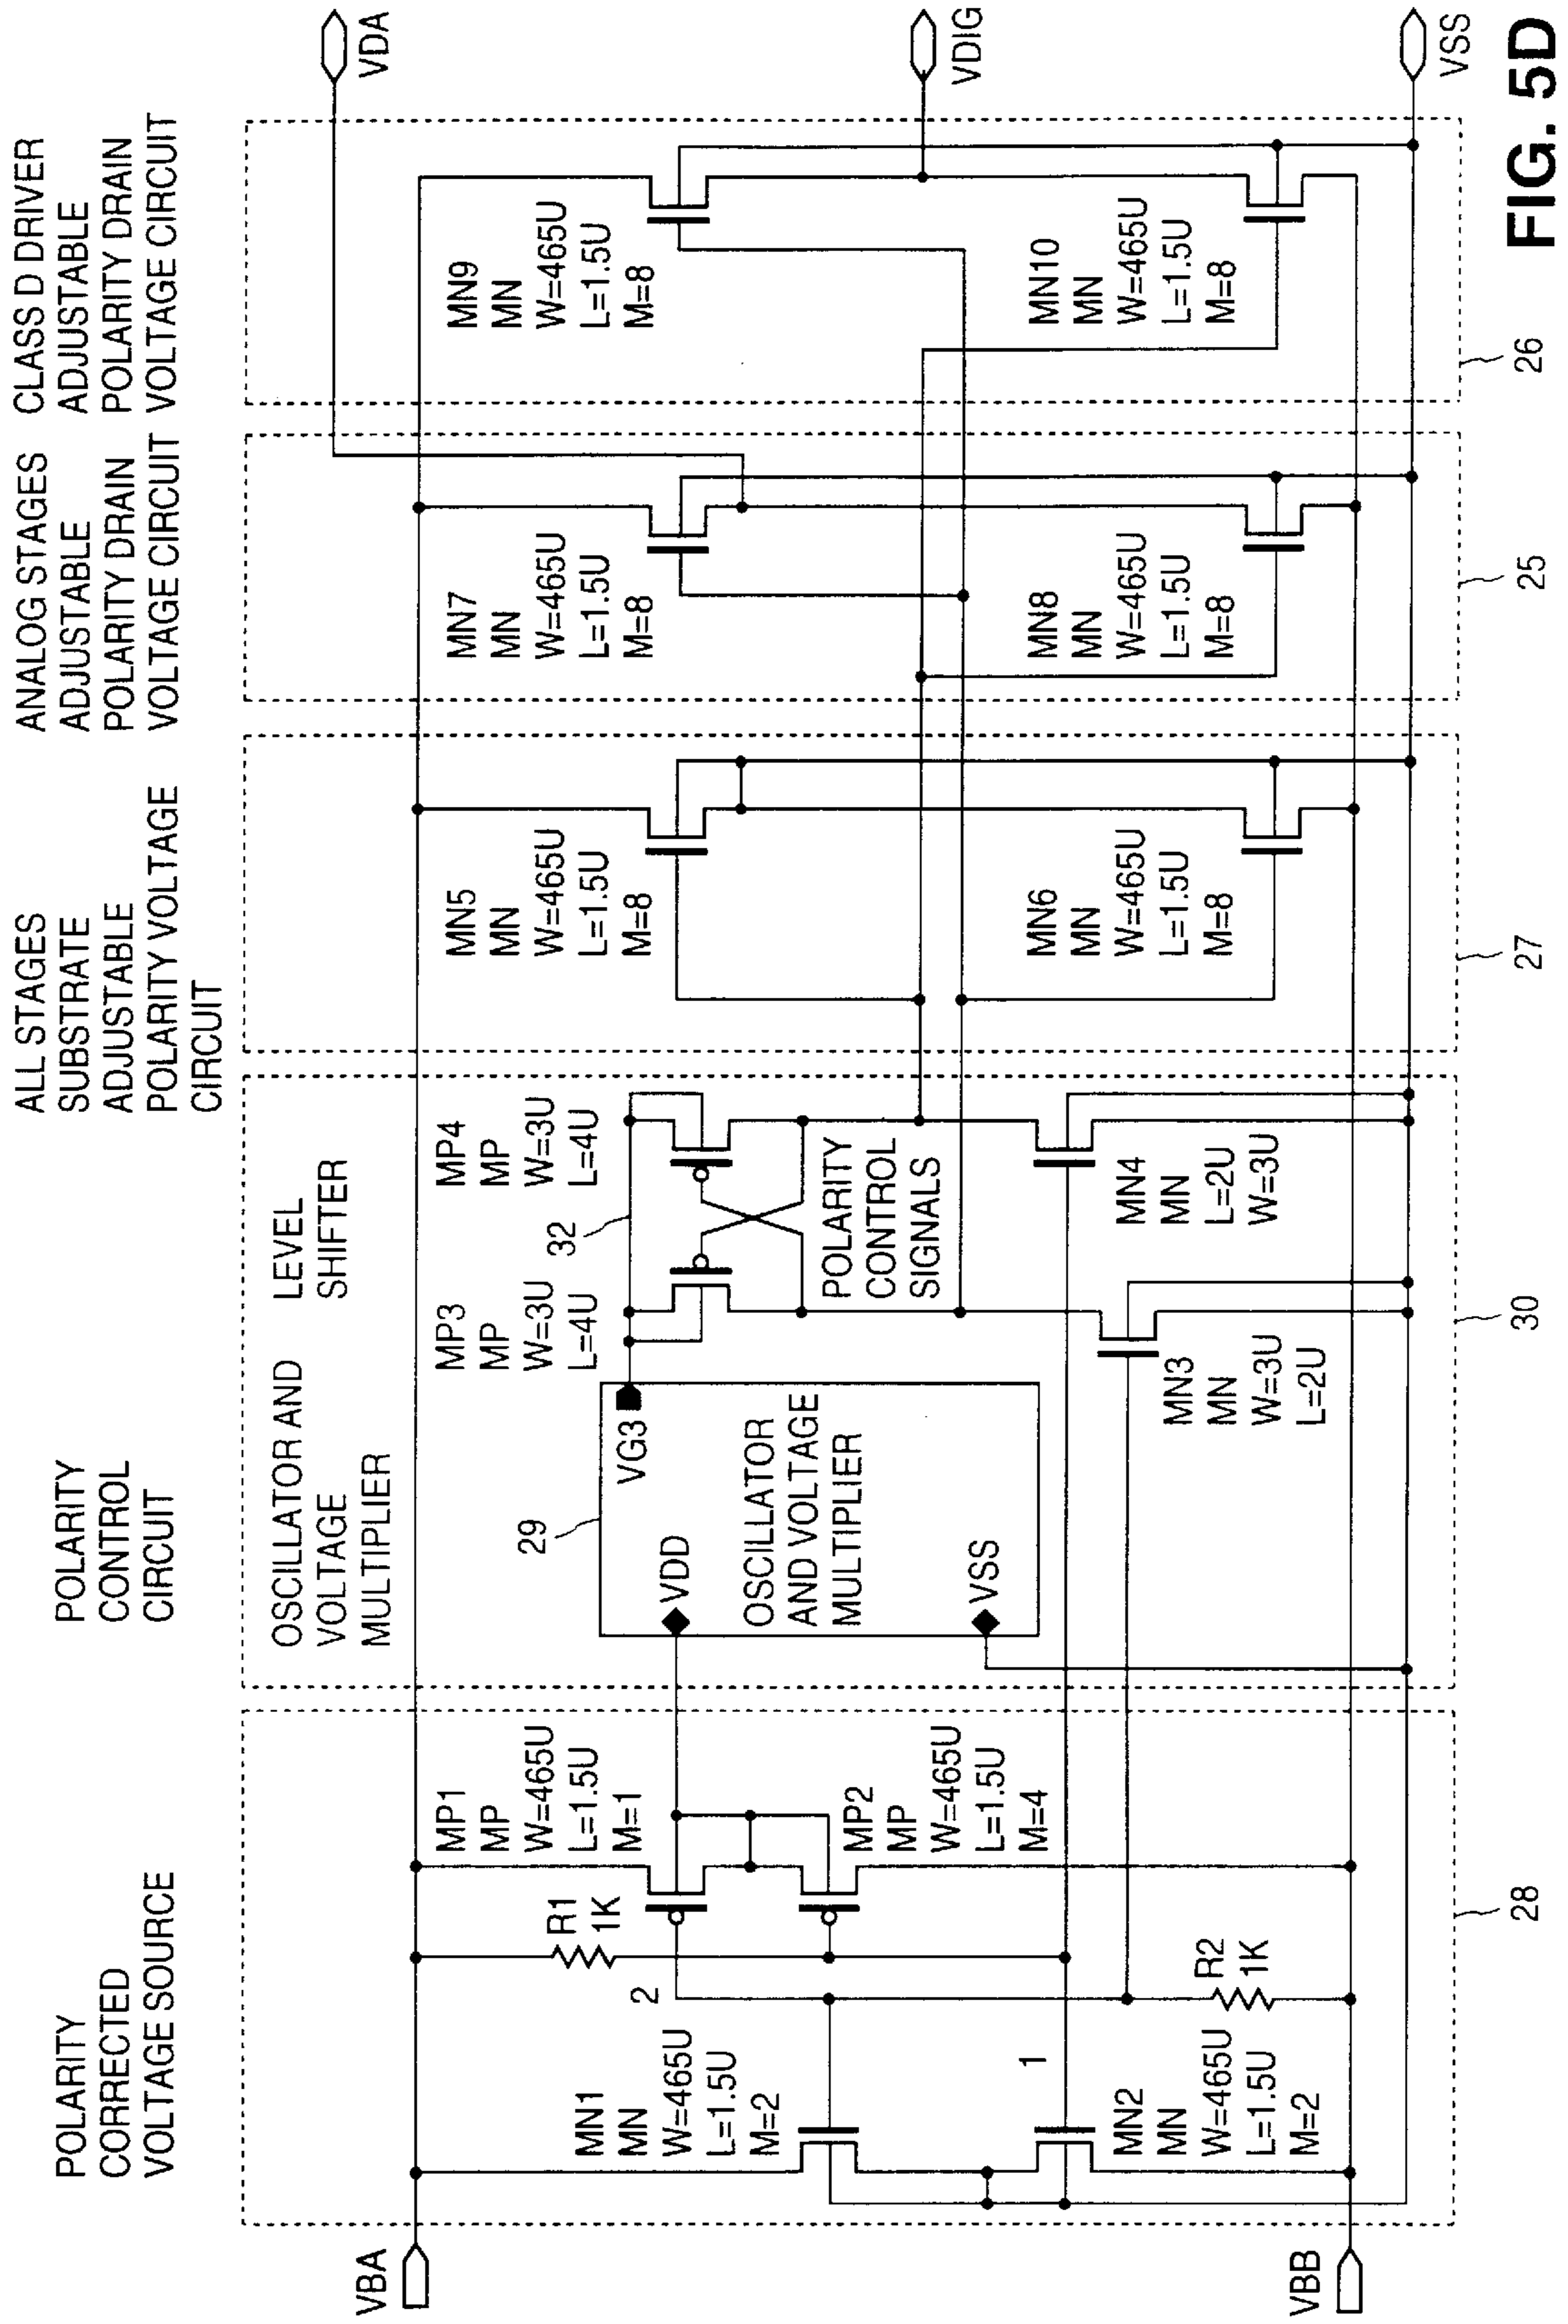 POLARITY
CORRECTED
VOLTAGE SOURCE
POLARITY
CONTROL
CIRCUIT
ALL STAGES
SUBSTRATE
ADJUSTABLE
POLARITY VOLTAGE
CIRCUIT
ANALOG STAGES
ADJUSTABLE
POLARITY DRAIN
VOLTAGE CIRCUIT
CLASS D DRIVER
ADJUSTABLE
POLARITY DRAIN
VOLTAGE CIRCUIT
VBA
VBB
MN1
MN
W=465U
L=1.5U
M=2
2
R1
1K
MP1
MP
W=465U
L=1.5U
M=1
MP2
MP
W=465U
L=1.5U
M=4
1
MN2
MN
W=465U
L=1.5U
M=2
R2
1K
28
OSCILLATOR AND
VOLTAGE
MULTIPLIER
LEVEL
SHIFTER
29
VG3
VDD
OSCILLATOR
AND VOLTAGE
MULTIPLIER
VSS
MP3
MP
W=3U
L=4U
32
MP4
MP
W=3U
L=4U
POLARITY
CONTROL
SIGNALS
MN3
MN
W=3U
L=2U
MN4
MN
L=2U
W=3U
30
MN5
MN
W=465U
L=1.5U
M=8
MN6
MN
W=465U
L=1.5U
M=8
27
MN7
MN
W=465U
L=1.5U
M=8
MN8
MN
W=465U
L=1.5U
M=8
25
MN9
MN
W=465U
L=1.5U
M=8
MN10
MN
W=465U
L=1.5U
M=8
26
VDA
VDIG
VSS
FIG. 5D